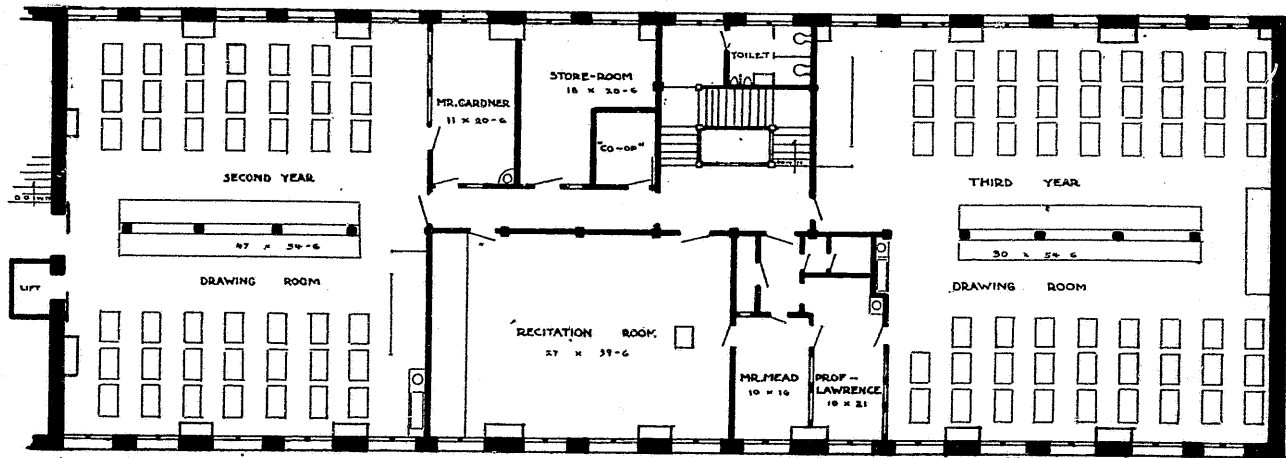 TOILET
STORE-ROOM
18 x 20-6
MR. GARDNER
11 x 20-6
"CO-OP"
SECOND YEAR
THIRD YEAR
DOWN
47 x 54-6
50 x 54-6
LIFT
DRAWING ROOM
DRAWING ROOM
RECITATION ROOM
27 x 39-6
MR. MEAD
10 x 16
PROF-
LAWRENCE
10 x 21